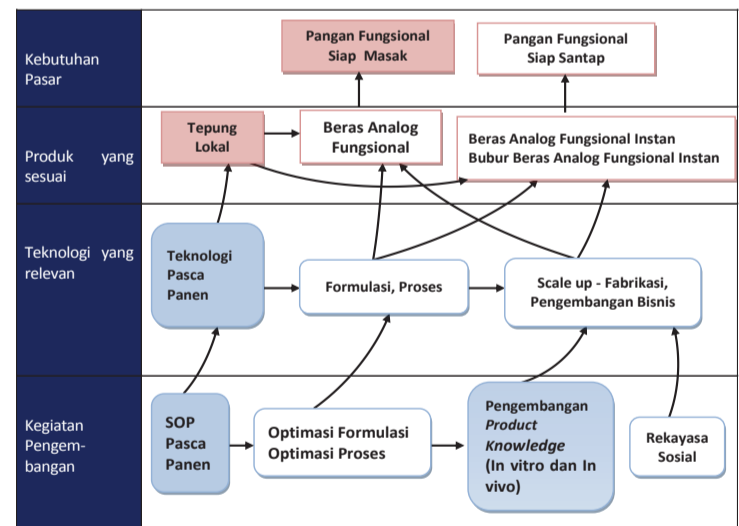 Kebutuhan
Pasar
Pangan Fungsional
Siap Masak
Pangan Fungsional
Siap Santap
Produk yang
sesuai
Tepung
Lokal
Beras Analog
Fungsional
Beras Analog Fungsional Instan
Bubur Beras Analog Fungsional Instan
Teknologi yang
relevan
Teknologi
Pasca
Panen
Formulasi, Proses
Scale up - Fabrikasi,
Pengembangan Bisnis
Kegiatan
Pengem-
bangan
SOP
Pasca
Panen
Optimasi Formulasi
Optimasi Proses
Pengembangan
Product
Knowledge
(In vitro dan In
vivo)
Rekayasa
Sosial